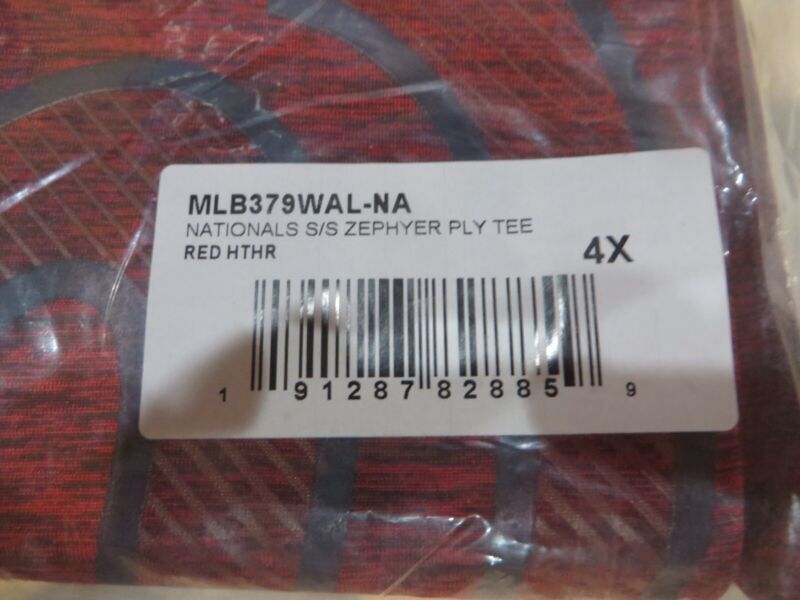 MLB379WAL-NA
NATIONALS S/S ZEPHYER PLY TEE
RED HTHR
4X
1 91287 82885 9